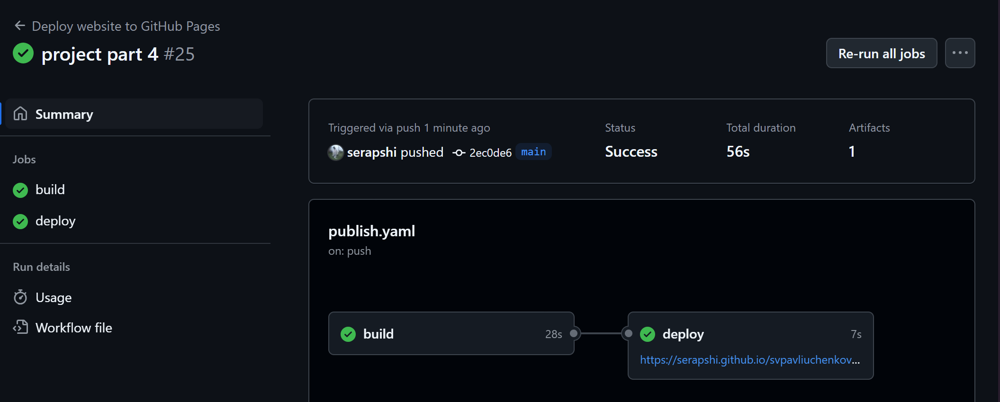 Deploy website to GitHub Pages
project part 4 #25
Re-run all jobs
Summary
Jobs
build
deploy
Run details
Usage
Workflow file
Triggered via push 1 minute ago
serapshi pushed 2ec0de6 main
Status
Success
Total duration
56s
Artifacts
1
publish.yaml
on: push
build 28s
deploy 7s
https://serapshi.github.io/svpavliuchenkov...